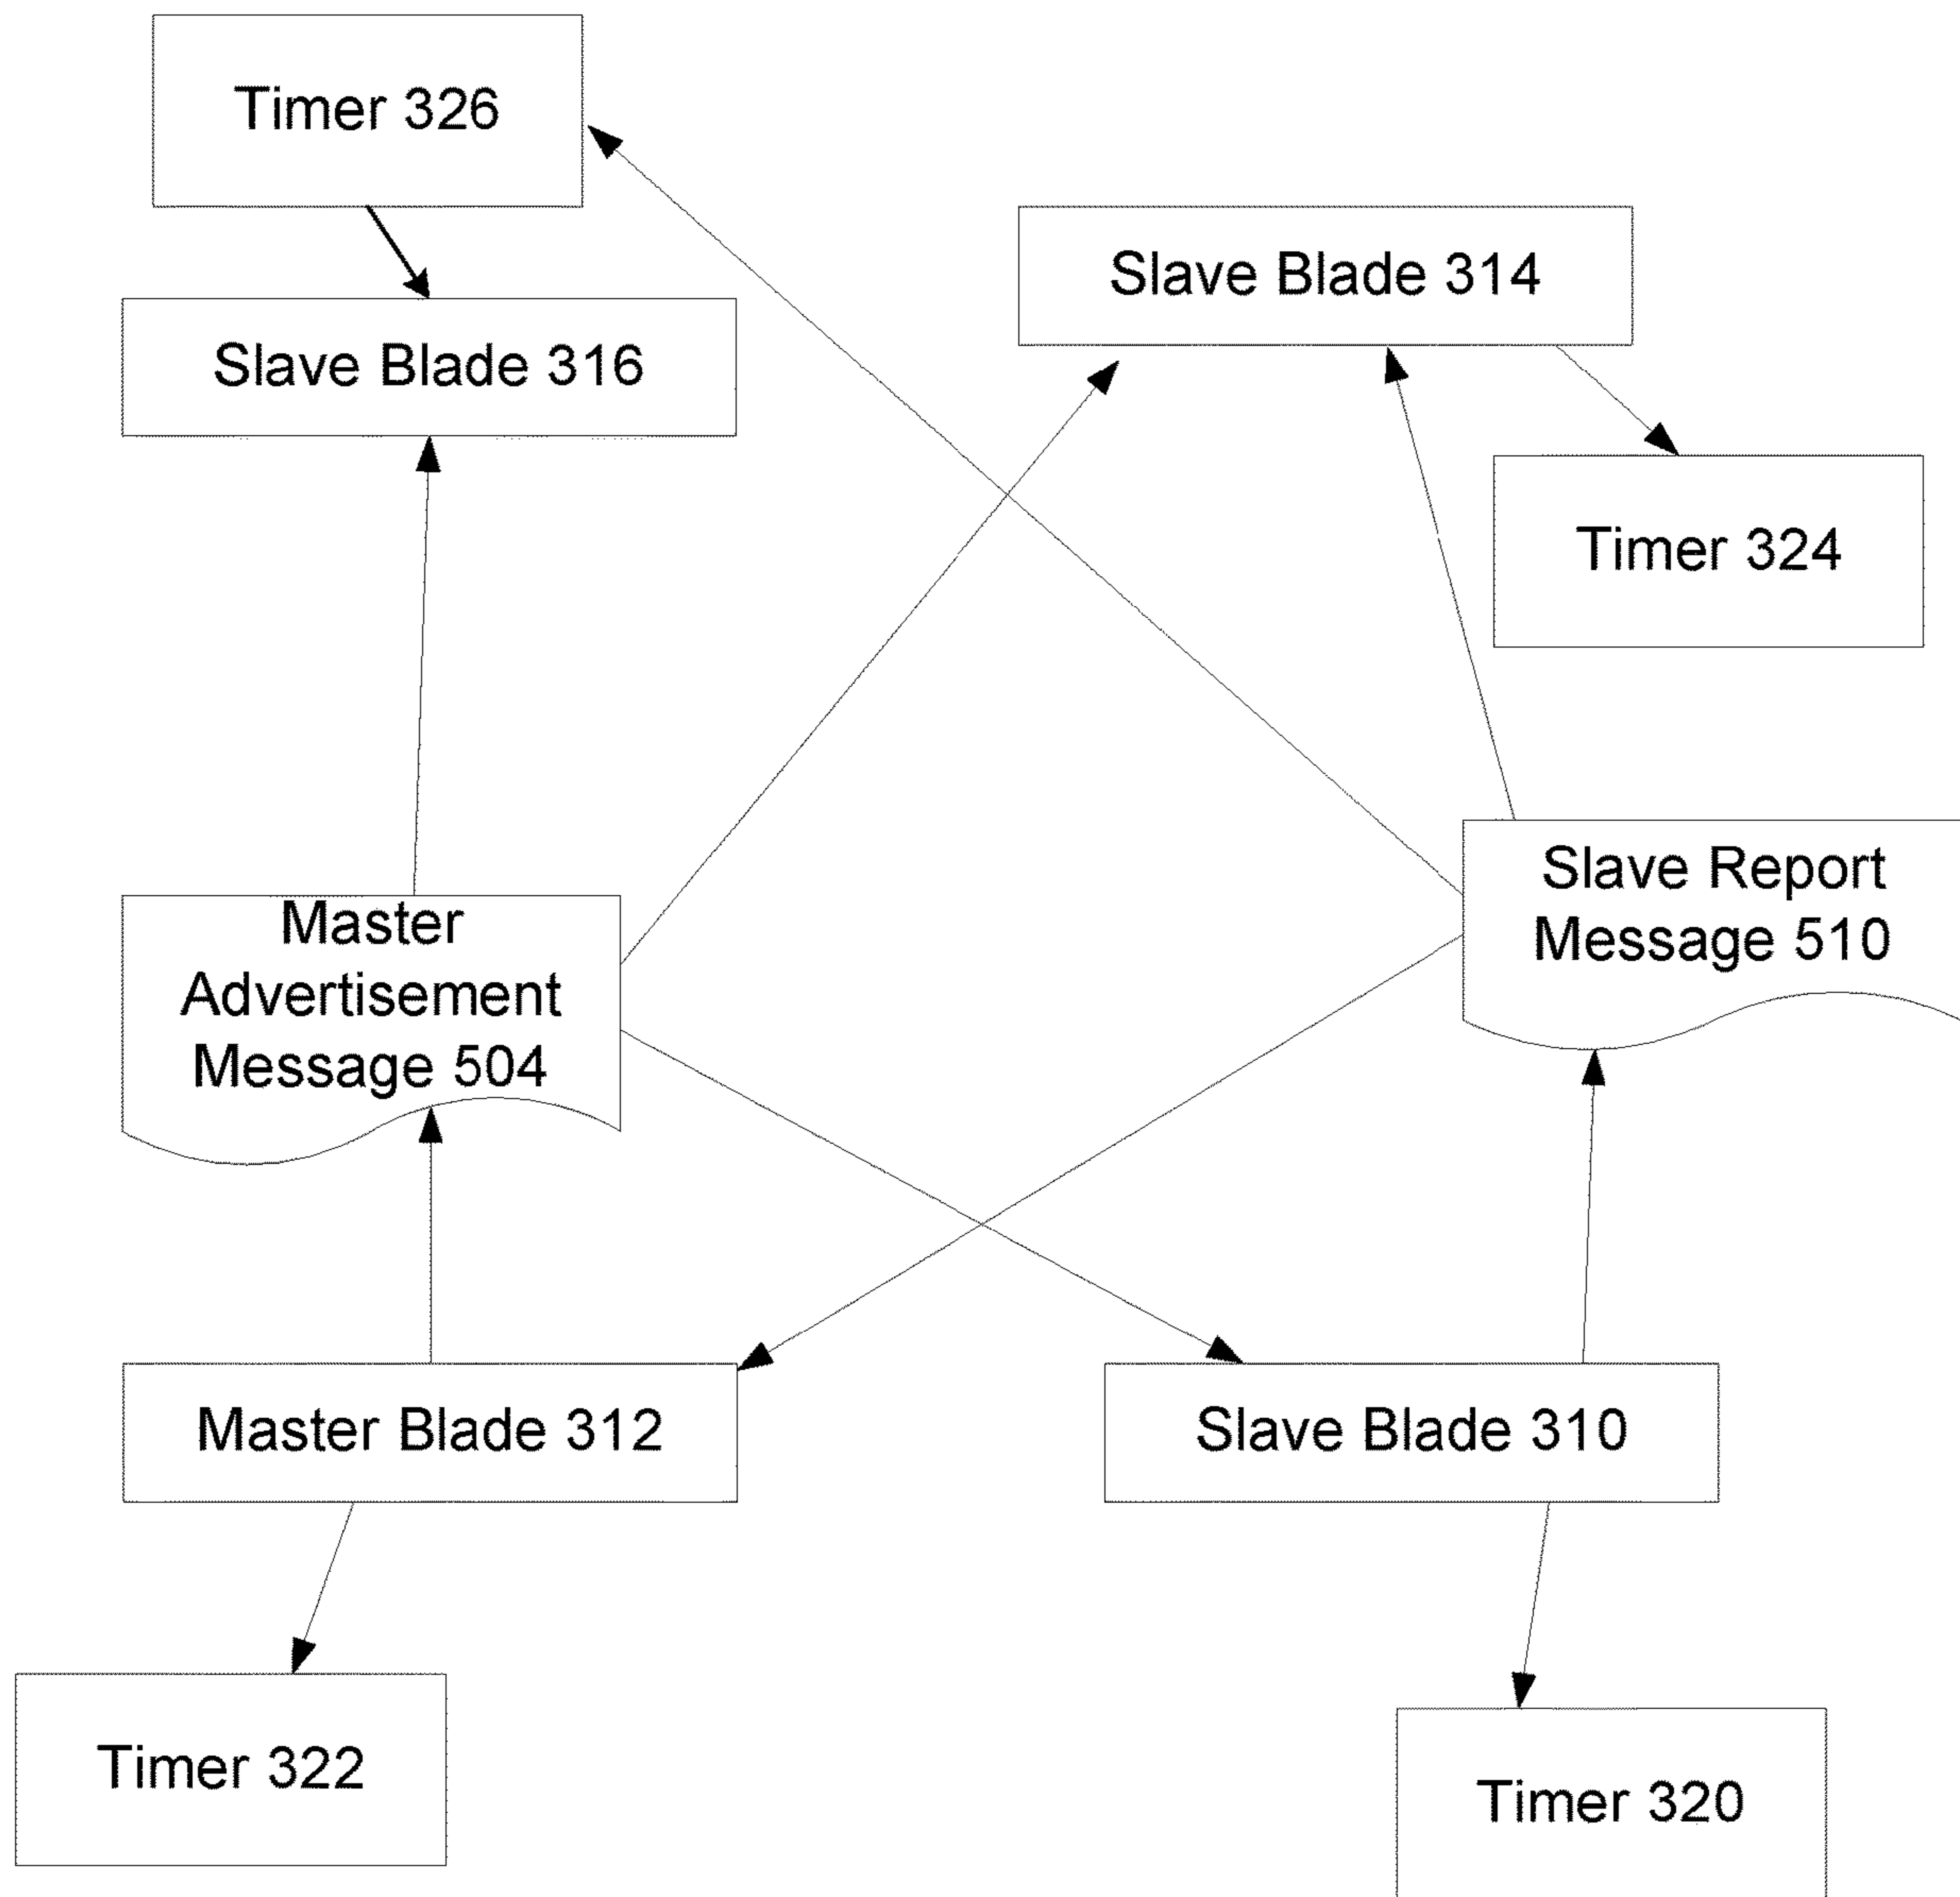 Timer 326
Slave Blade 314
Slave Blade 316
Timer 324
Slave Report
Message 510
Master
Advertisement
Message 504
Master Blade 312
Slave Blade 310
Timer 322
Timer 320